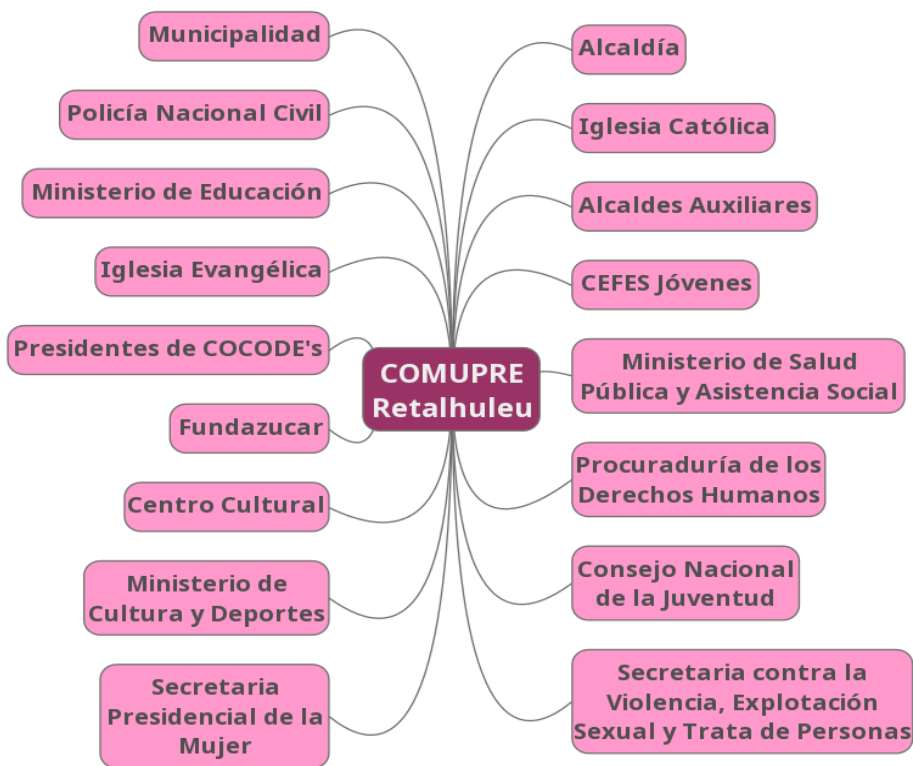 Municipalidad
Policía Nacional Civil
Ministerio de Educación
Iglesia Evangélica
Presidentes de COCODE's
Fundazucar
Centro Cultural
Ministerio de
Cultura y Deportes
Secretaria
Presidencial de la
Mujer
COMUPRE
Retalhuleu
Alcaldía
Iglesia Católica
Alcaldes Auxiliares
CEFES Jóvenes
Ministerio de Salud
Pública y Asistencia Social
Procuraduría de los
Derechos Humanos
Consejo Nacional
de la Juventud
Secretaria contra la
Violencia, Explotación
Sexual y Trata de Personas